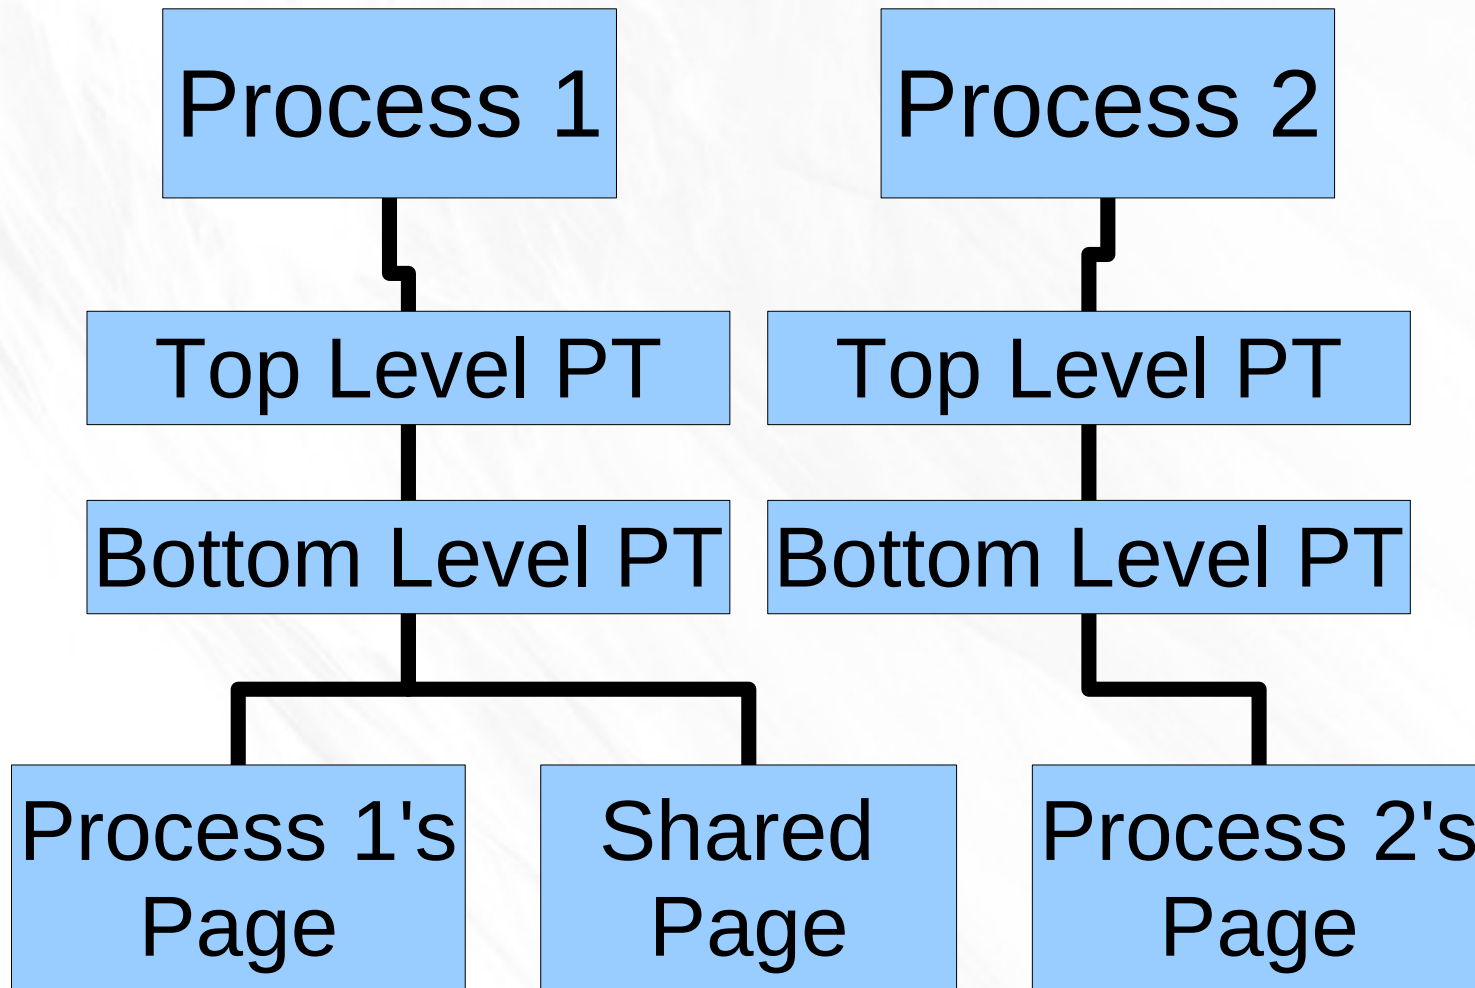 Process 1
Process 2
Top Level PT
Top Level PT
Bottom Level PT
Bottom Level PT
Process 1's
Page
Shared
Page
Process 2's
Page